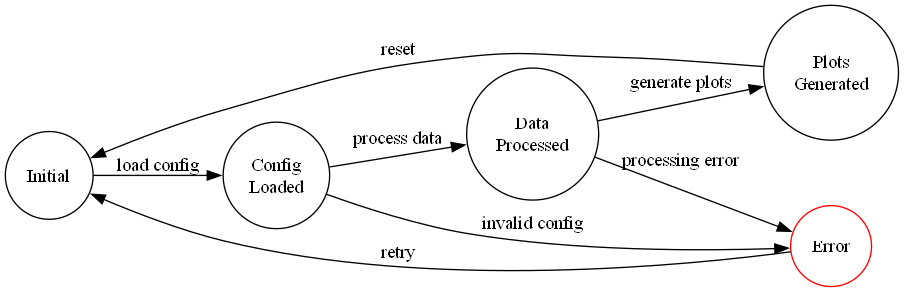 reset
Plots
Generated
generate plots
Data
Processed
process data
load config
Config
Loaded
Initial
processing error
invalid config
Error
retry